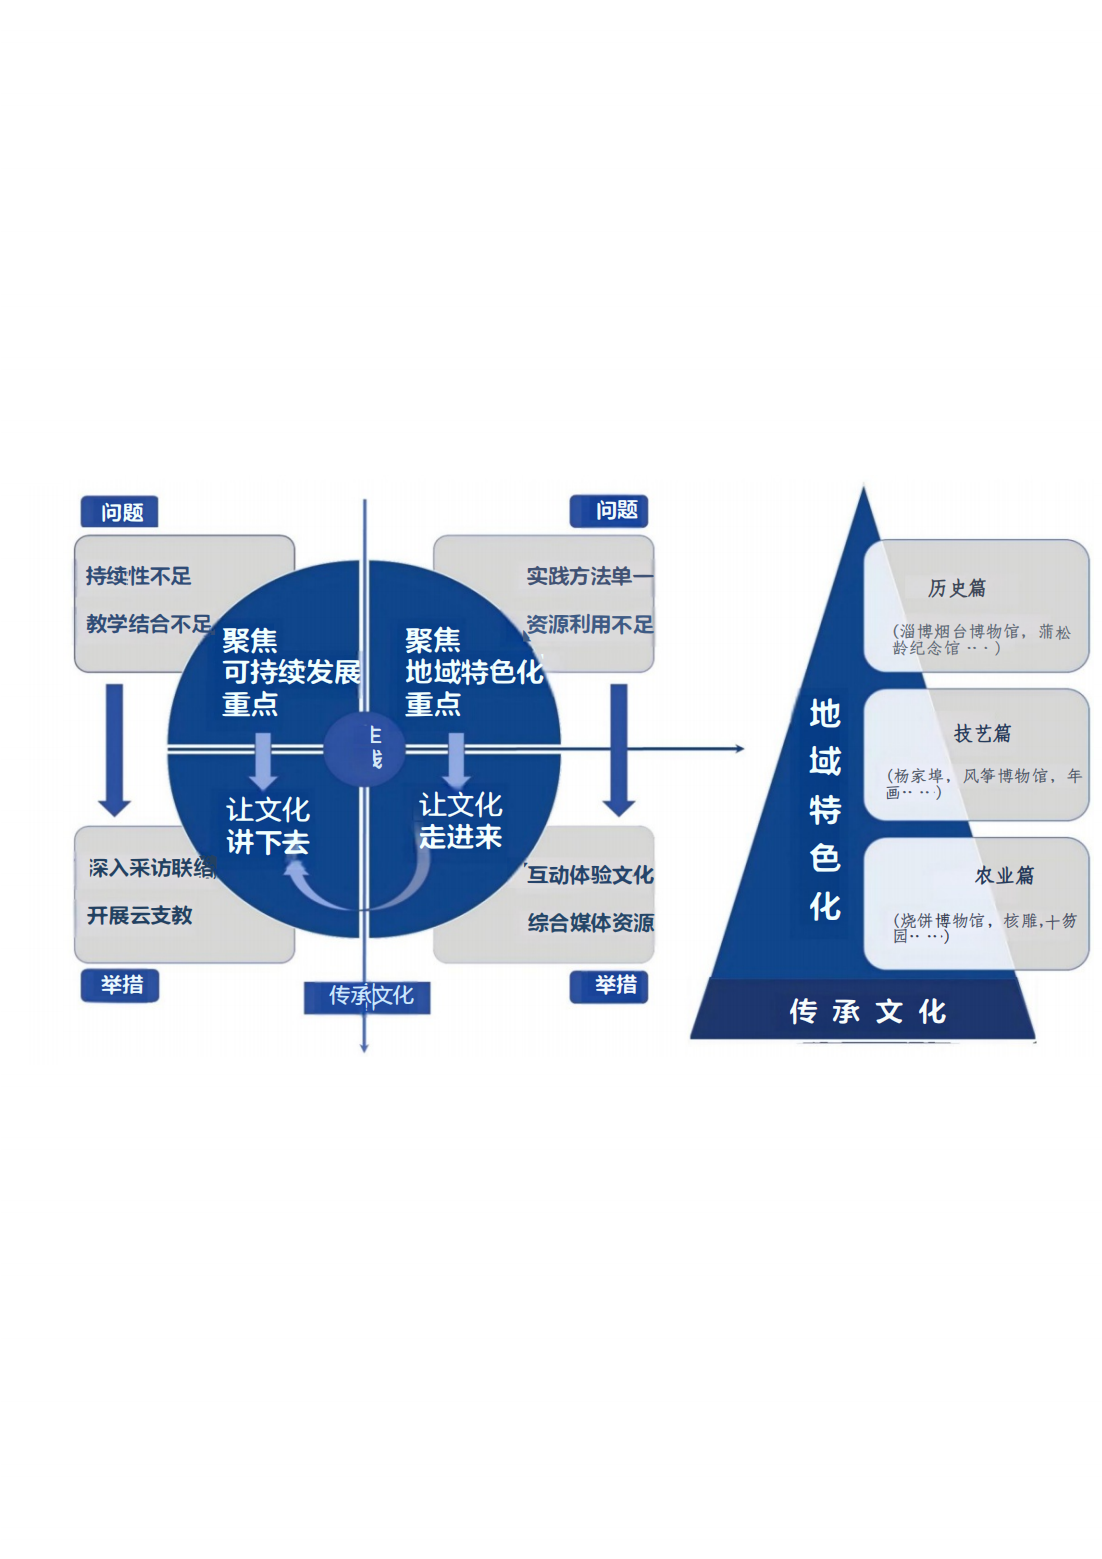 问题
持续性不足
教学结合不足
聚焦
可持续发展
重点
让文化
讲下去
深入采访联络
开展云支教
举措
问题
实践方法单一
资源利用不足
聚焦
地域特色化
重点
让文化
走进来
互动体验文化
综合媒体资源
举措
传承文化
地
域
特
色
化
历史篇
(淄博烟台博物馆，蒲松
龄纪念馆···)
技艺篇
(杨家埠，风筝博物馆，年
画····)
农业篇
(烧饼博物馆，核雕,十笏
园·····)
传承文化